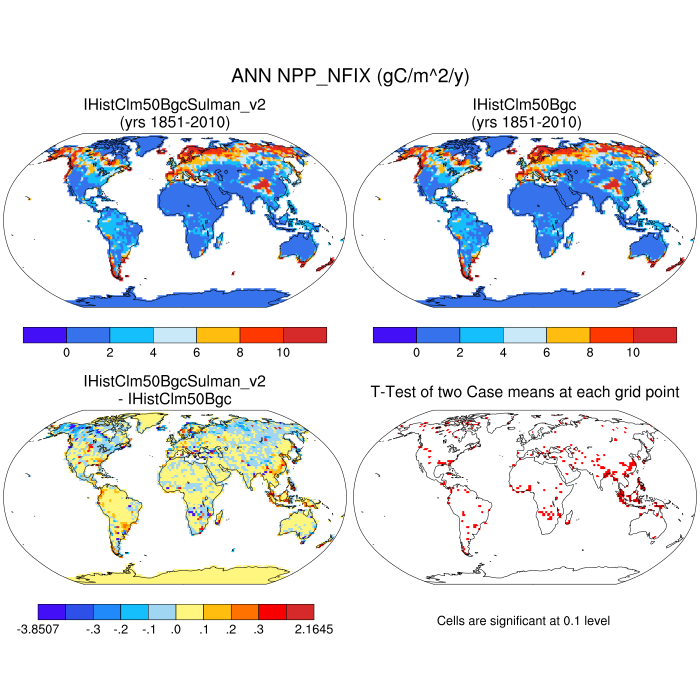 ANN NPP_NFIX (gC/m^2/y)
IHistClm50BgcSulman_v2
(yrs 1851-2010)
IHistClm50Bgc
(yrs 1851-2010)
0 2 4 6 8 10
0 2 4 6 8 10
IHistClm50BgcSulman_v2
- IHistClm50Bgc
T-Test of two Case means at each grid point
-3.8507 -.3 -.2 -.1 .0 .1 .2 .3 2.1645
Cells are significant at 0.1 level